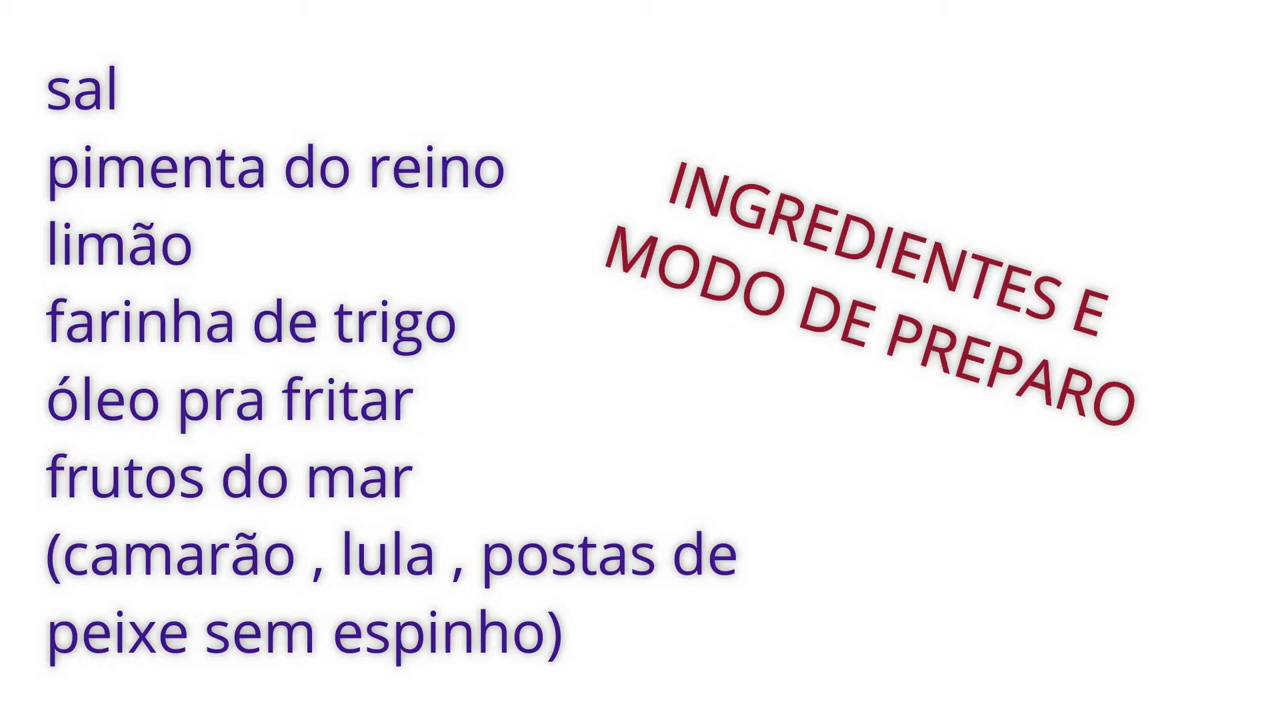 sal
pimenta do reino
limão
farinha de trigo
óleo pra fritar
frutos do mar
(camarão , lula , postas de
peixe sem espinho)
INGREDIENTES E
MODO DE PREPARO